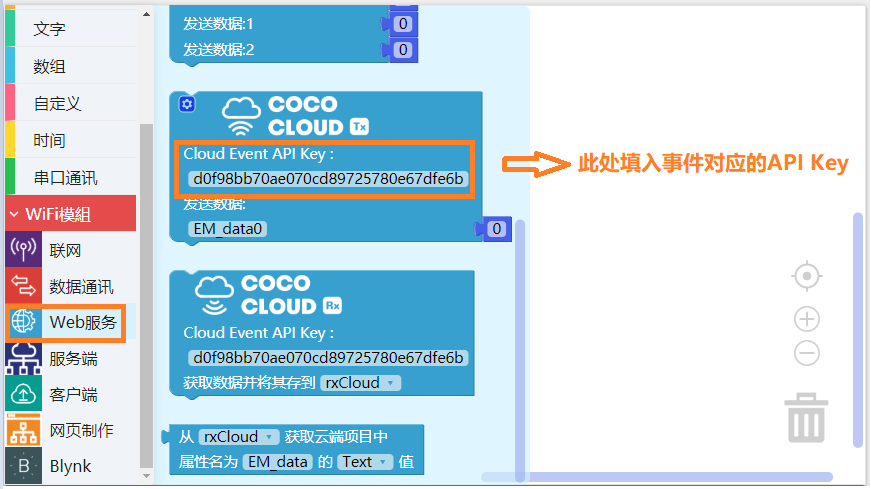 文字
数组
自定义
时间
串口通讯
WiFi模組
联网
数据通讯
Web服务
服务端
客户端
网页制作
B Blynk
发送数据:1 0
发送数据:2 0
COCO
CLOUD Tx
Cloud Event API Key :
d0f98bb70ae070cd89725780e67dfe6b
发送数据:
EM_data0 0
此处填入事件对应的API Key
COCO
CLOUD Rx
Cloud Event API Key :
d0f98bb70ae070cd89725780e67dfe6b
获取数据并将其存到 rxCloud
从 rxCloud 获取云端项目中
属性名为 EM_data 的 Text 值